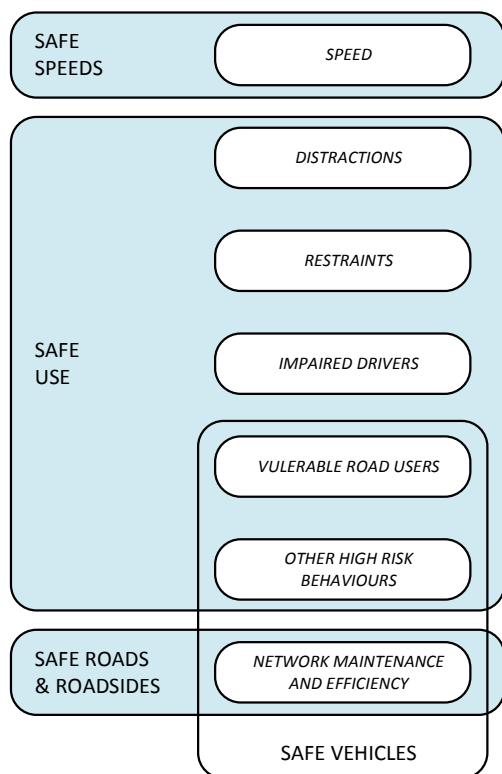 SAFE
SPEEDS
SPEED
DISTRACTIONS
RESTRAINTS
SAFE
USE
IMPAIRED DRIVERS
VULERABLE ROAD USERS
OTHER HIGH RISK
BEHAVIOURS
SAFE ROADS
& ROADSIDES
NETWORK MAINTENANCE
AND EFFICIENCY
SAFE VEHICLES